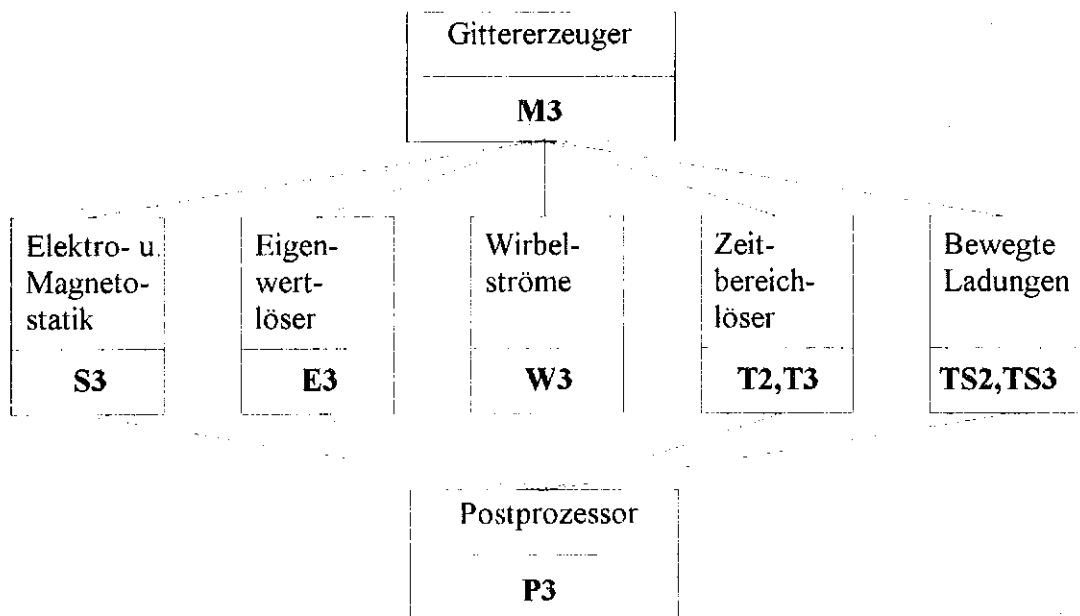 Gittererzeuger
M3
Elektro- u.
Magneto-
statik
S3
Eigen-
wert-
löser
E3
Wirbel-
ströme
W3
Zeit-
bereich-
löser
T2,T3
Bewegte
Ladungen
TS2,TS3
Postprozessor
P3